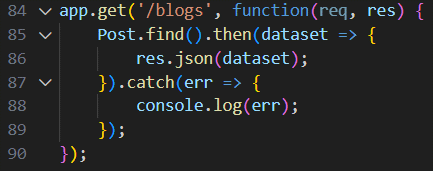 84 app.get('/blogs', function(req, res) {
85     Post.find().then(dataset => {
86         res.json(dataset);
87     }).catch(err => {
88         console.log(err);
89     });
90 });